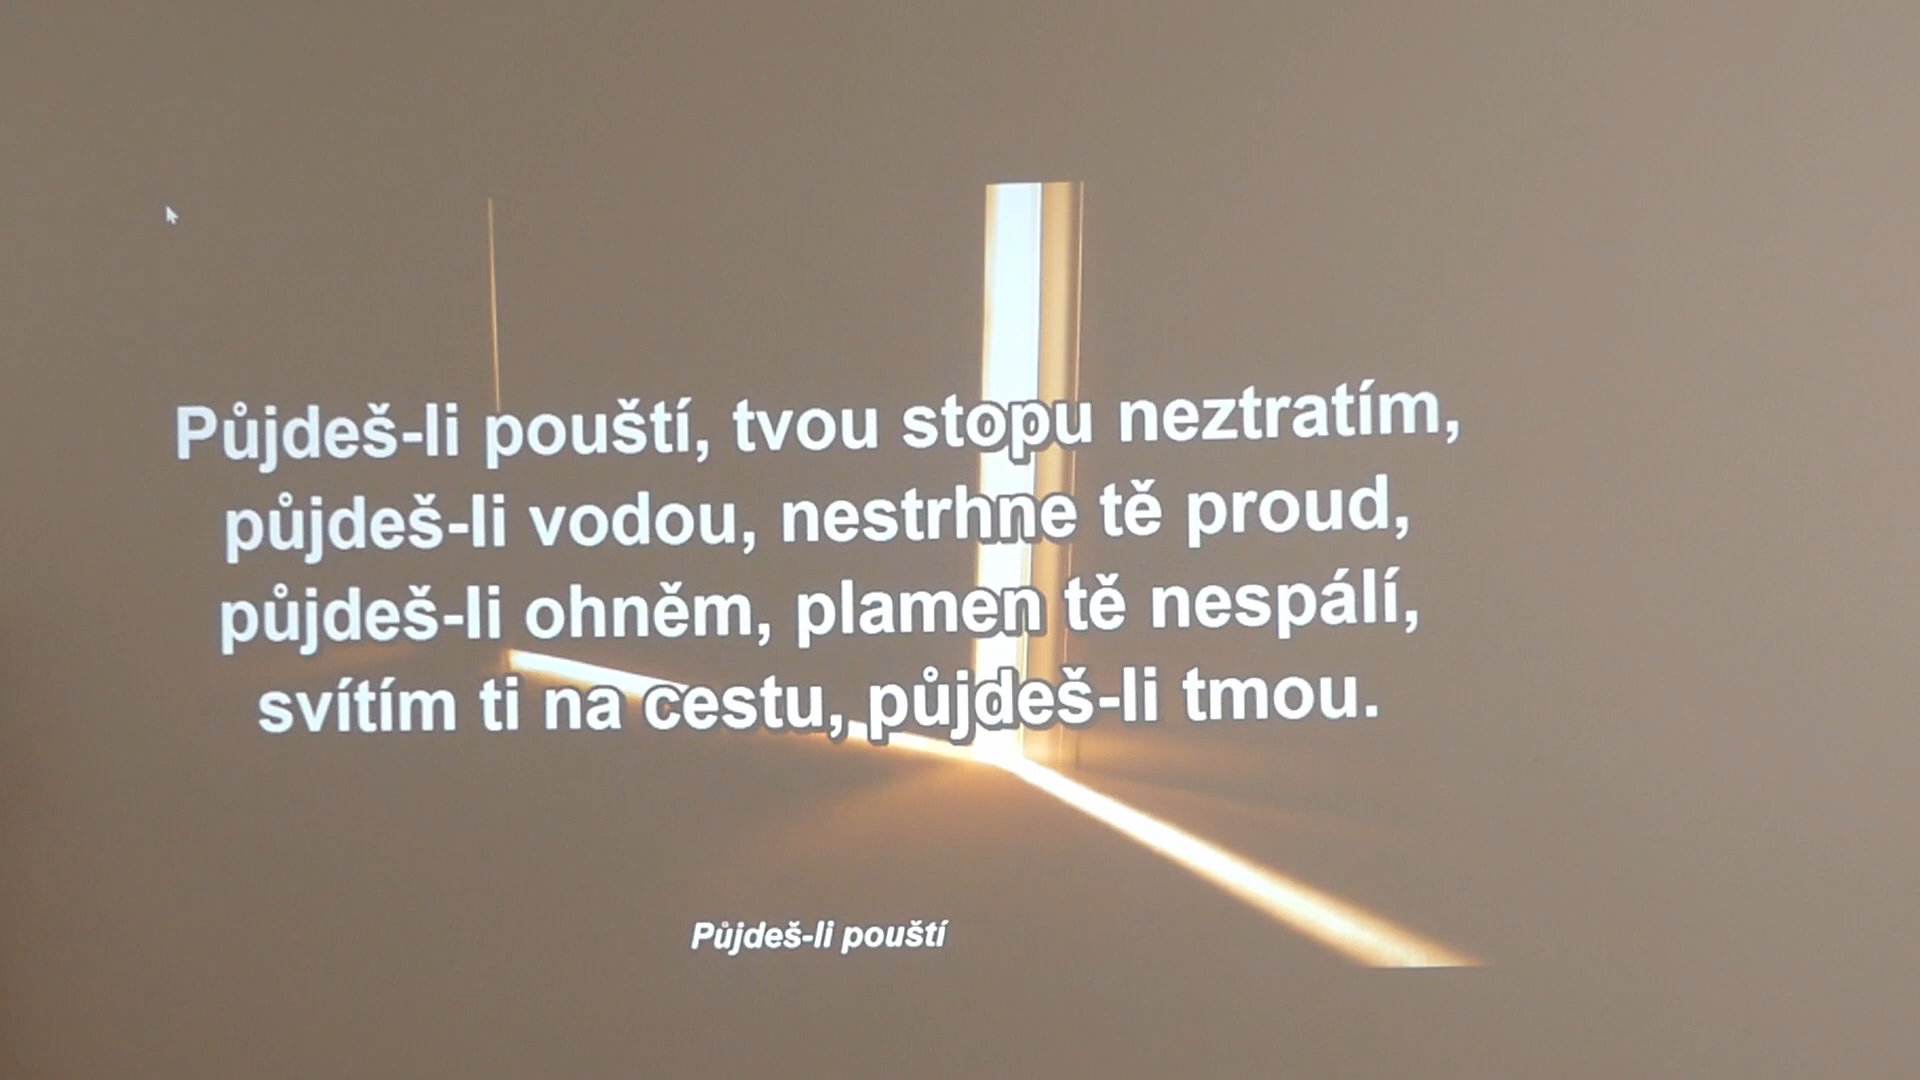 Půjdeš-li pouští, tvou stopu neztratím,
půjdeš-li vodou, nestrhne tě proud,
půjdeš-li ohněm, plamen tě nespálí,
svítím ti na cestu, půjdeš-li tmou.
Půjdeš-li pouští